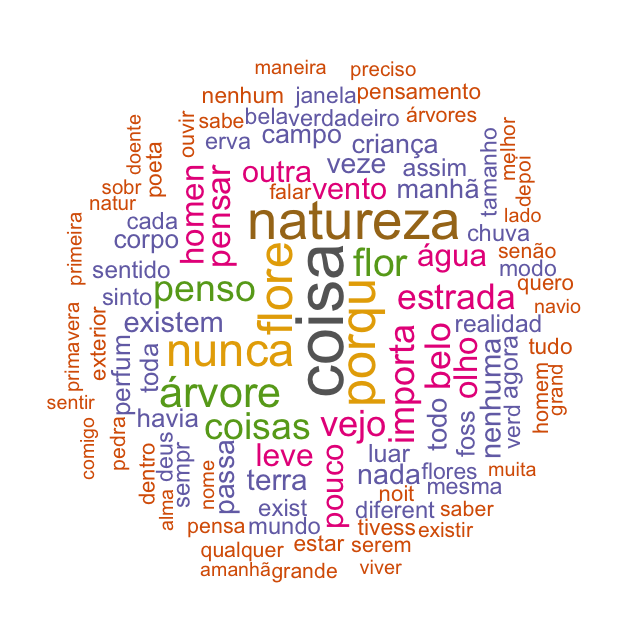 maneira preciso
nenhum janela pensamento
ouvir sabe bela verdadeiro árvores
doente erva campo criança melhor
poeta homen pensar outra veze assim tamanho depoi
sobr falar vento manhã
natur natureza lado
cada chuva
primeira corpo flore coisa flor água senão
sentido modo
sinto penso porqu estrada quero
navio
primavera exterior existem realidad
perfum toda nunca importa belo olho nenhuma agora tudo
árvore verd homem grand
sentir havia coisas vejo todo foss
comigo pedra deus
leve luar
dentro sempr passa terra pouco nada flores muita
alma nome noit mesma
exist diferent saber
pensa mundo tivess existir
qualquer estar serem
amanhã grande viver